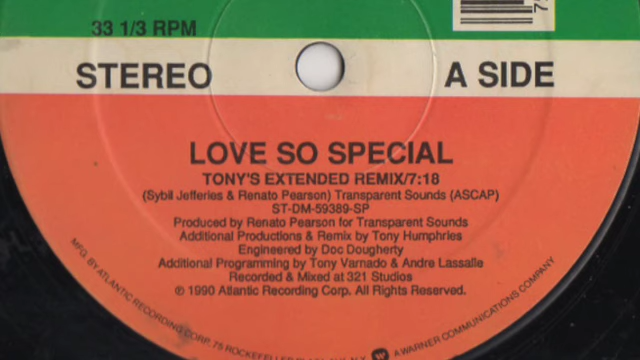 33 1/3 RPM
STEREO
A SIDE
LOVE SO SPECIAL
TONY'S EXTENDED REMIX/7:18
(Sybil Jefferies & Renato Pearson) Transparent Sounds (ASCAP)
ST-DM-59389-SP
Produced by Renato Pearson for Transparent Sounds
Additional Productions & Remix by Tony Humphries
Engineered by Doc Dougherty
Additional Programming by Tony Varnado & Andre Lassalle
Recorded & Mixed at 321 Studios
℗ 1990 Atlantic Recording Corp. All Rights Reserved.
MFG. BY ATLANTIC RECORDING CORP. 75 ROCKEFELLER
A WARNER COMMUNICATIONS COMPANY